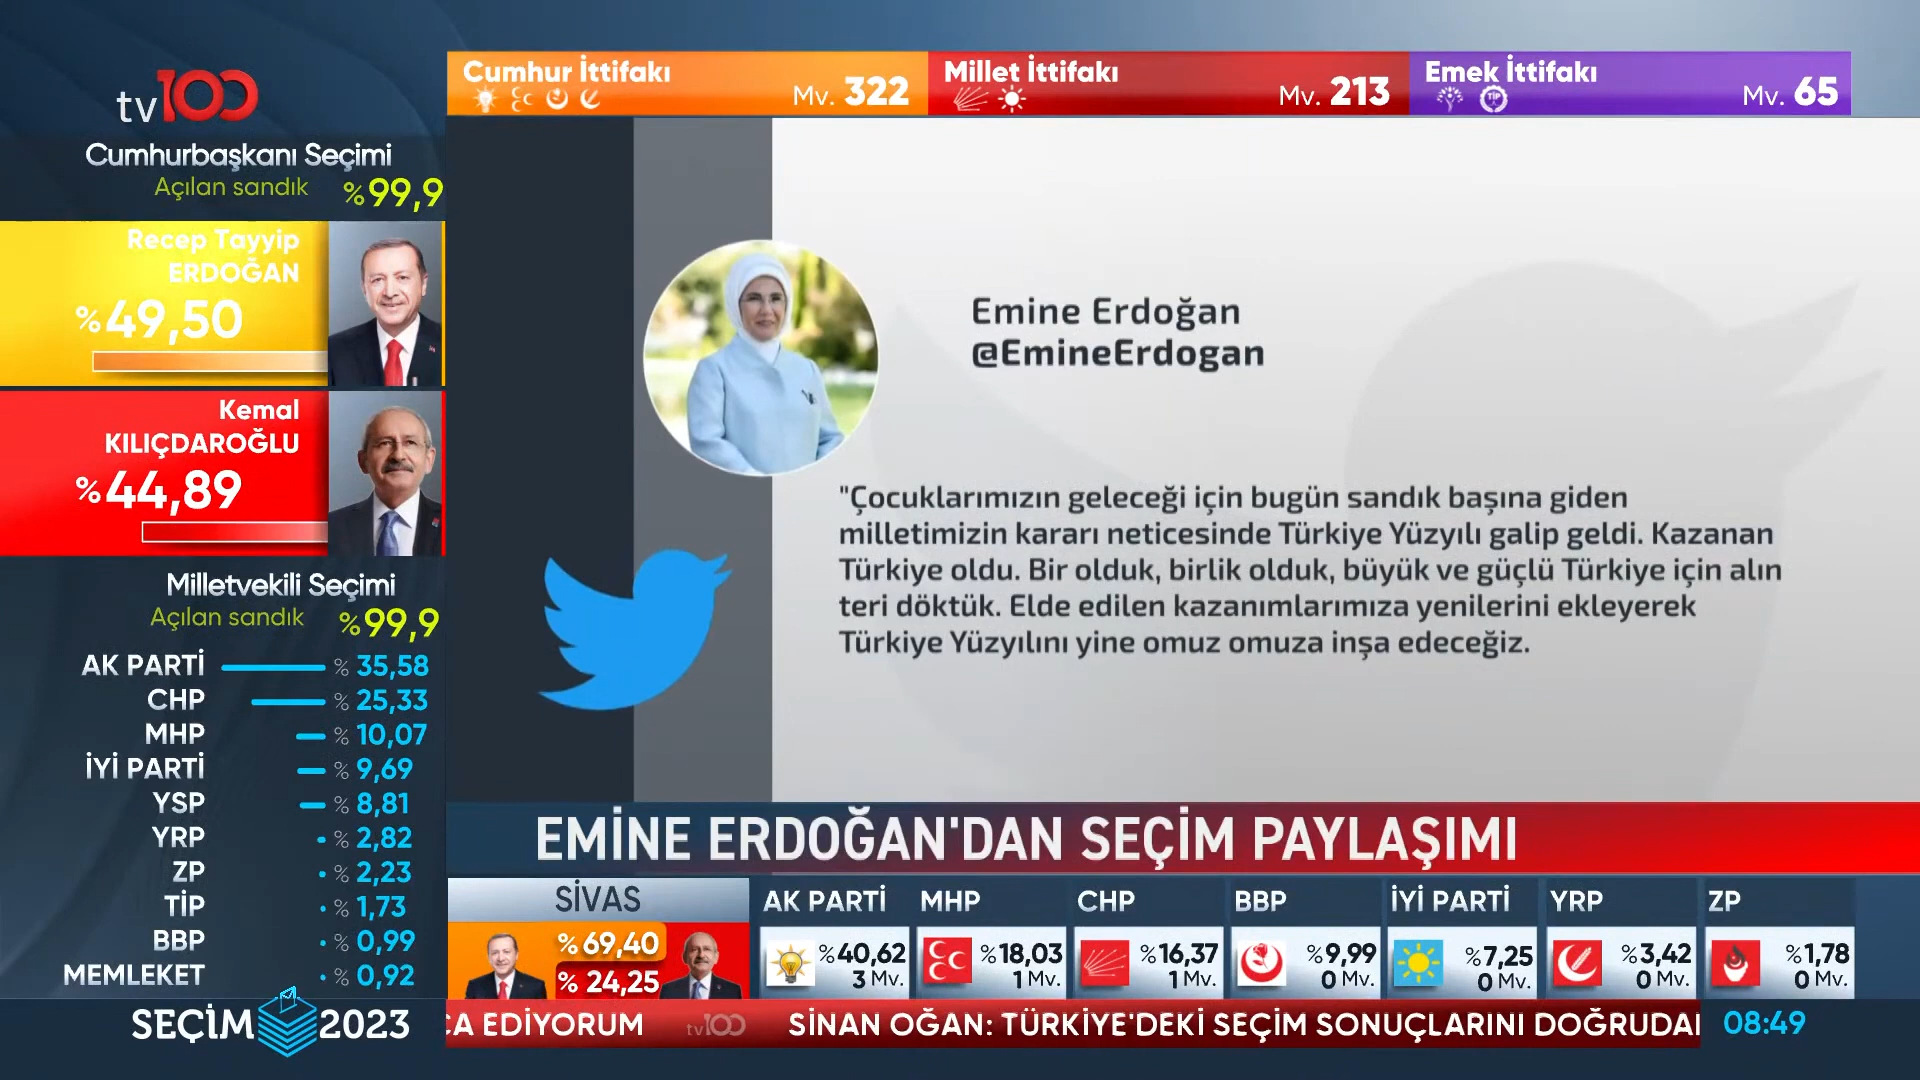 tv100
Cumhurbaşkanı Seçimi
Açılan sandık %99,9
Recep Tayyip
ERDOĞAN
%49,50
Kemal
KILIÇDAROĞLU
%44,89
Milletvekili Seçimi
Açılan sandık %99,9
AK PARTİ % 35,58
CHP % 25,33
MHP % 10,07
İYİ PARTİ % 9,69
YSP % 8,81
YRP % 2,82
ZP % 2,23
TİP % 1,73
BBP % 0,99
MEMLEKET % 0,92
SEÇİM 2023
Cumhur İttifakı
Mv. 322
Millet İttifakı
Mv. 213
Emek İttifakı
TİP
Mv. 65
Emine Erdoğan
@EmineErdogan
"Çocuklarımızın geleceği için bugün sandık başına giden
milletimizin kararı neticesinde Türkiye Yüzyılı galip geldi. Kazanan
Türkiye oldu. Bir olduk, birlik olduk, büyük ve güçlü Türkiye için alın
teri döktük. Elde edilen kazanımlarımıza yenilerini ekleyerek
Türkiye Yüzyılını yine omuz omuza inşa edeceğiz.
EMİNE ERDOĞAN'DAN SEÇİM PAYLAŞIMI
SİVAS
% 69,40
% 24,25
AK PARTİ
%40,62
3 Mv.
MHP
%18,03
1 Mv.
CHP
%16,37
1 Mv.
BBP
%9,99
0 Mv.
İYİ PARTİ
%7,25
0 Mv.
YRP
%3,42
0 Mv.
ZP
%1,78
0 Mv.
CA EDİYORUM tv100 SİNAN OĞAN: TÜRKİYE'DEKİ SEÇİM SONUÇLARINI DOĞRUDAN
08:49